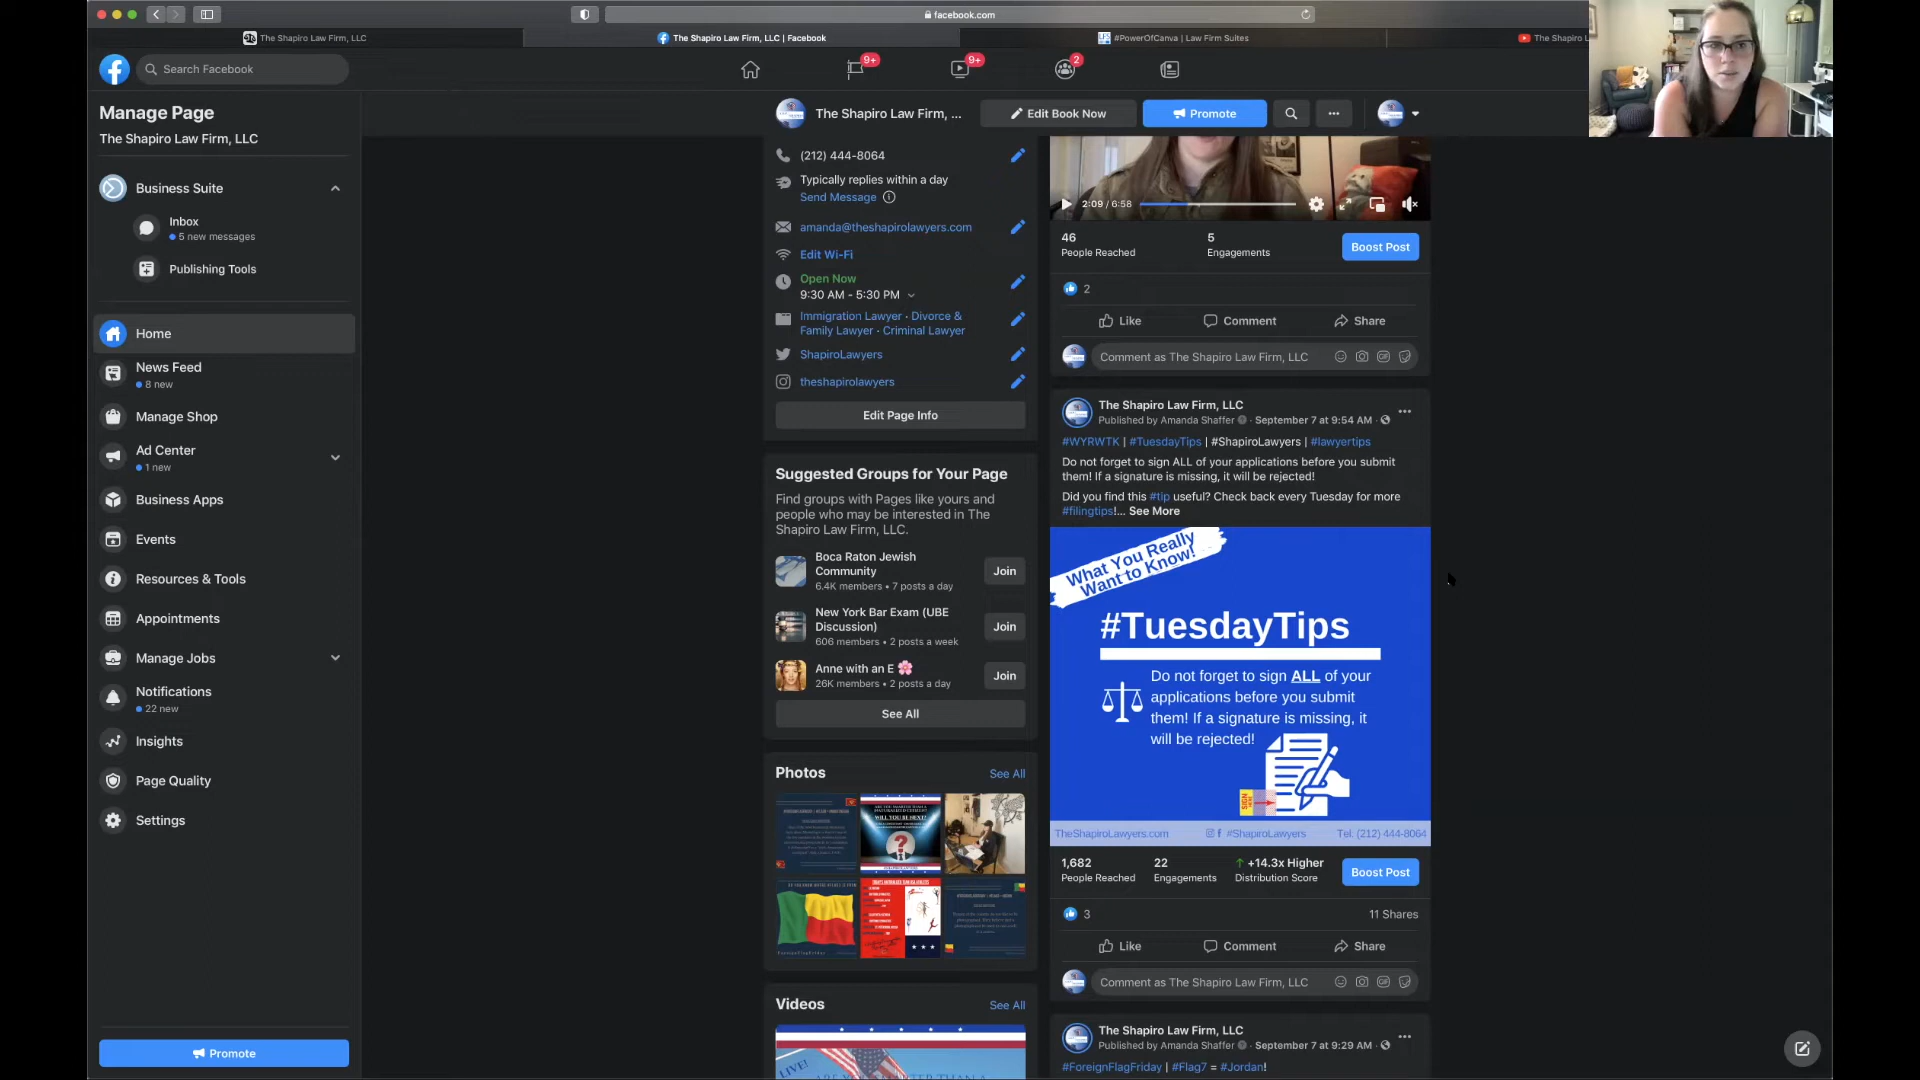 facebook.com
The Shapiro Law Firm, LLC
The Shapiro Law Firm, LLC | Facebook
#PowerOfCanva | Law Firm Suites
The Shapiro L
Search Facebook
9+
9+
2
Manage Page
The Shapiro Law Firm, LLC
Business Suite
Inbox
5 new messages
Publishing Tools
Home
News Feed
8 new
Manage Shop
Ad Center
1 new
Business Apps
Events
Resources & Tools
Appointments
Manage Jobs
Notifications
22 new
Insights
Page Quality
Settings
Promote
The Shapiro Law Firm, ...
Edit Book Now
Promote
(212) 444-8064
Typically replies within a day
Send Message
amanda@theshapirolawyers.com
Edit Wi-Fi
Open Now
9:30 AM - 5:30 PM
Immigration Lawyer · Divorce &
Family Lawyer · Criminal Lawyer
ShapiroLawyers
theshapirolawyers
Edit Page Info
Suggested Groups for Your Page
Find groups with Pages like yours and
people who may be interested in The
Shapiro Law Firm, LLC.
Boca Raton Jewish
Community
6.4K members • 7 posts a day
Join
New York Bar Exam (UBE
Discussion)
606 members • 2 posts a week
Join
Anne with an E 🌸
26K members • 2 posts a day
Join
See All
Photos
See All
WILL YOU BE NEXT?
Videos
See All
LIVE!
2:09 / 6:58
46
People Reached
5
Engagements
Boost Post
2
Like
Comment
Share
Comment as The Shapiro Law Firm, LLC
The Shapiro Law Firm, LLC
Published by Amanda Shaffer · September 7 at 9:54 AM ·
#WYRWTK | #TuesdayTips | #ShapiroLawyers | #lawyertips
Do not forget to sign ALL of your applications before you submit
them! If a signature is missing, it will be rejected!
Did you find this #tip useful? Check back every Tuesday for more
#filingtips!... See More
What You Really
Want to Know!
#TuesdayTips
Do not forget to sign ALL of your
applications before you submit
them! If a signature is missing, it
will be rejected!
SIGN
TheShapiroLawyers.com
#ShapiroLawyers
Tel. (212) 444-8064
1,682
People Reached
22
Engagements
+14.3x Higher
Distribution Score
Boost Post
3
11 Shares
Like
Comment
Share
Comment as The Shapiro Law Firm, LLC
The Shapiro Law Firm, LLC
Published by Amanda Shaffer · September 7 at 9:29 AM ·
#ForeignFlagFriday | #Flag7 = #Jordan!